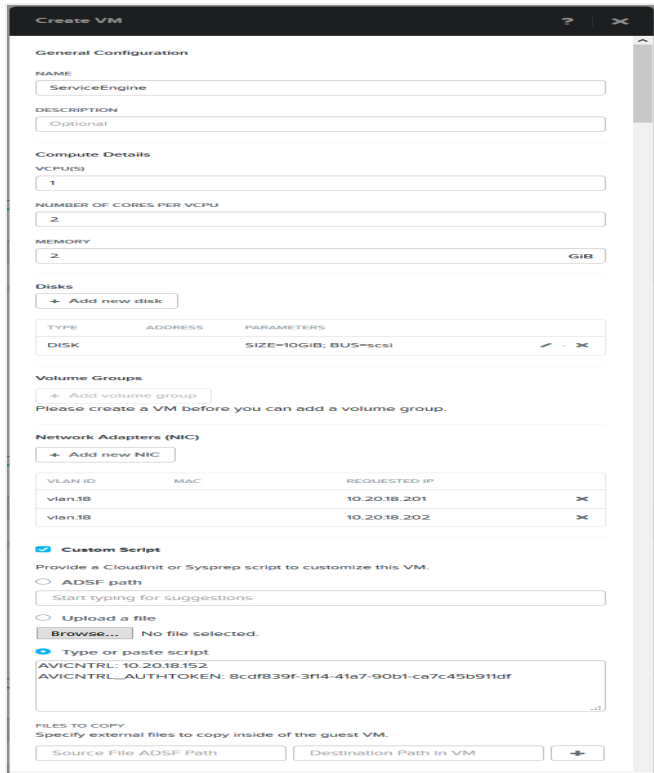 Create VM ? ×
General Configuration
NAME
ServiceEngine
DESCRIPTION
Optional
Compute Details
VCPU(S)
1
NUMBER OF CORES PER VCPU
2
MEMORY
2 GiB
Disks
+ Add new disk
TYPE ADDRESS PARAMETERS
DISK SIZE=10GiB; BUS=scsi
Volume Groups
+ Add volume group
Please create a VM before you can add a volume group.
Network Adapters (NIC)
+ Add new NIC
VLAN ID MAC REQUESTED IP
vlan.18 10.20.18.201
vlan.18 10.20.18.202
Custom Script
Provide a Cloudinit or Sysprep script to customize this VM.
ADSF path
Start typing for suggestions
Upload a file
Browse... No file selected.
Type or paste script
AVICNTRL: 10.20.18.152
AVICNTRL_AUTHTOKEN: 8cdf839f-3f14-41a7-90b1-ca7c45b911df
FILES TO COPY
Specify external files to copy inside of the guest VM.
Source File ADSF Path Destination Path in VM +